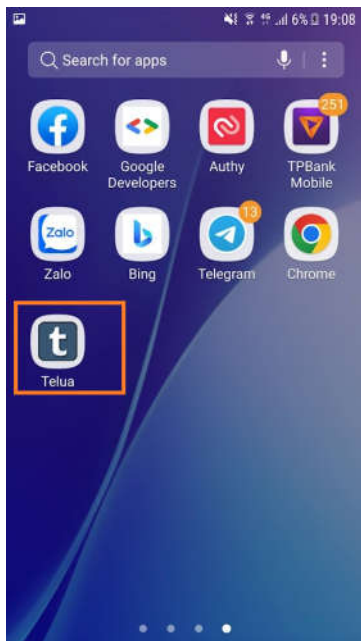 4G 6% 19:08
Search for apps
251
Facebook Google Developers Authy TPBank Mobile
Zalo
13
Zalo Bing Telegram Chrome
t
Telua